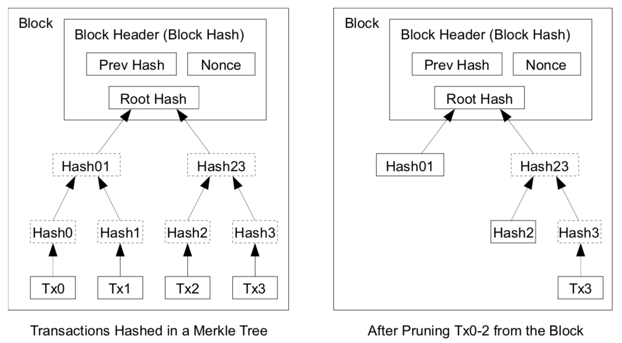 Block
Block Header (Block Hash)
Prev Hash
Nonce
Root Hash
Hash01
Hash23
Hash0
Hash1
Hash2
Hash3
Tx0
Tx1
Tx2
Tx3
Transactions Hashed in a Merkle Tree
Block
Block Header (Block Hash)
Prev Hash
Nonce
Root Hash
Hash01
Hash23
Hash2
Hash3
Tx3
After Pruning Tx0-2 from the Block